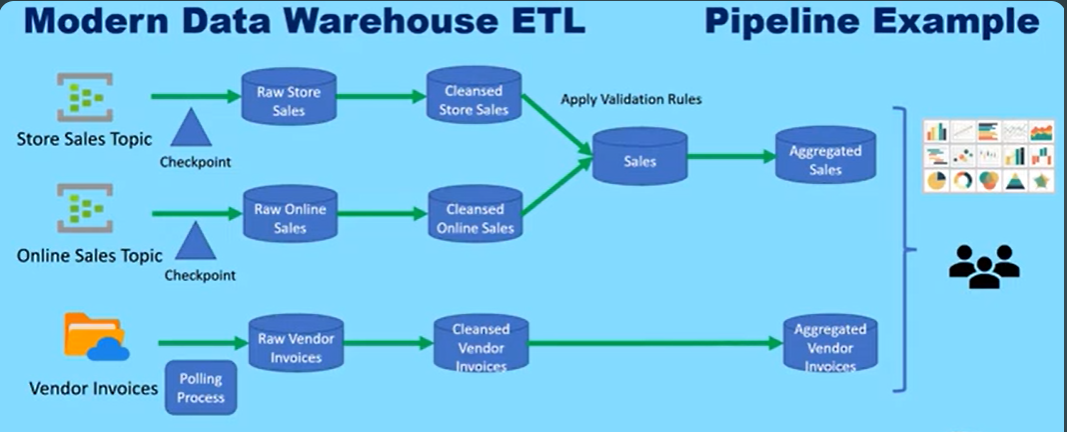 Modern Data Warehouse ETL Pipeline Example
Store Sales Topic
Checkpoint
Raw Store
Sales
Cleansed
Store Sales
Apply Validation Rules
Sales
Aggregated
Sales
Online Sales Topic
Checkpoint
Raw Online
Sales
Cleansed
Online Sales
Vendor Invoices
Polling
Process
Raw Vendor
Invoices
Cleansed
Vendor
Invoices
Aggregated
Vendor
Invoices